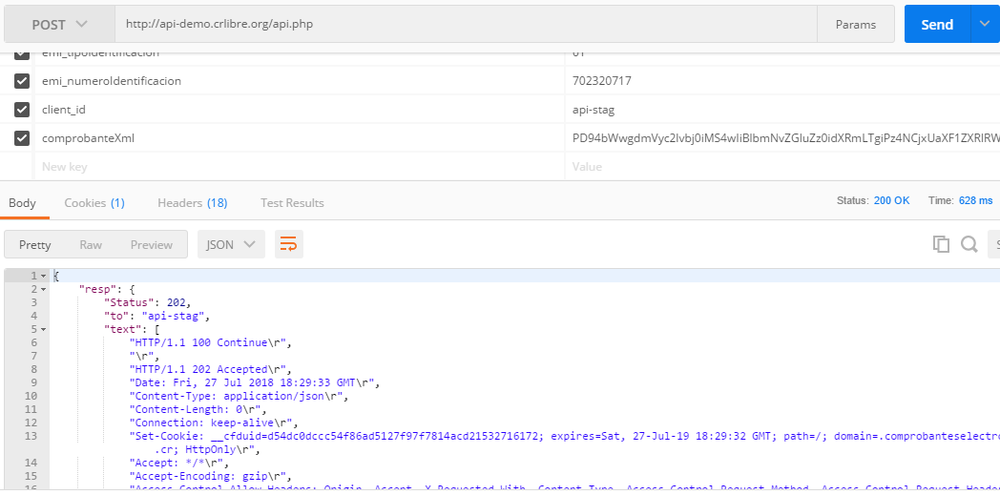 POST http://api-demo.crlibre.org/api.php Params Send
emi_tipoIdentificacion 01
emi_numeroIdentificacion 702320717
client_id api-stag
comprobanteXml
New key Value
Body Cookies (1) Headers (18) Test Results Status: 200 OK Time: 628 ms
Pretty Raw Preview JSON
1 {
2 "resp": {
3 "Status": 202,
4 "to": "api-stag",
5 "text": [
6 "HTTP/1.1 100 Continue\r",
7 "\r",
8 "HTTP/1.1 202 Accepted\r",
9 "Date: Fri, 27 Jul 2018 18:29:33 GMT\r",
10 "Content-Type: application/json\r",
11 "Content-Length: 0\r",
12 "Connection: keep-alive\r",
13 "Set-Cookie: __cfduid=d54dc0dccc54f86ad5127f97f7814acd21532716172; expires=Sat, 27-Jul-19 18:29:32 GMT; path=/; domain=.comprobanteselectro
.cr; HttpOnly\r",
14 "Accept: */*\r",
15 "Accept-Encoding: gzip\r",
16 "Access-Control-Allow-Headers: Origin, Accept, X-Requested-With, Content-Type, Access-Control-Request-Method, Access-Control-Request-Header